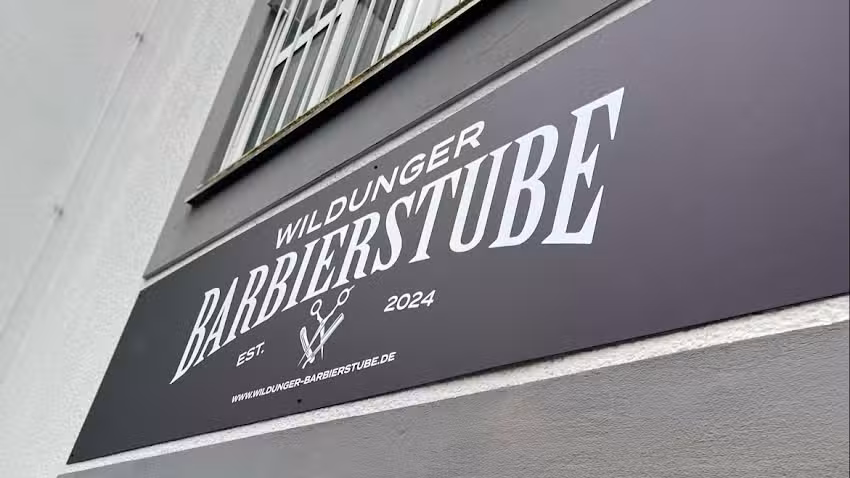 WILDUNGER
BARBIERSTUBE
EST. 2024
WWW.WILDUNGER-BARBIERSTUBE.DE